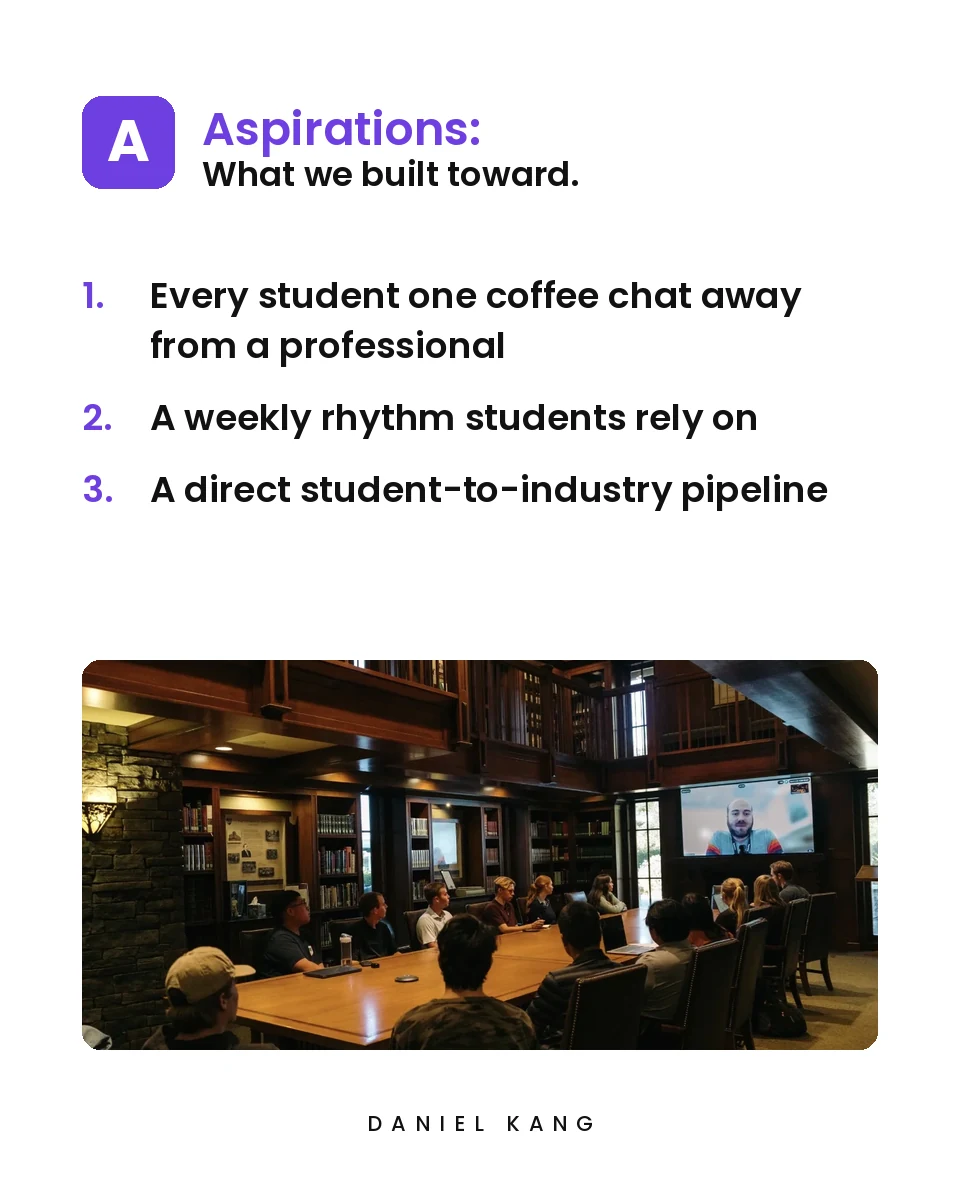 A
Aspirations:
What we built toward.
1. Every student one coffee chat away
from a professional
2. A weekly rhythm students rely on
3. A direct student-to-industry pipeline
DANIEL KANG